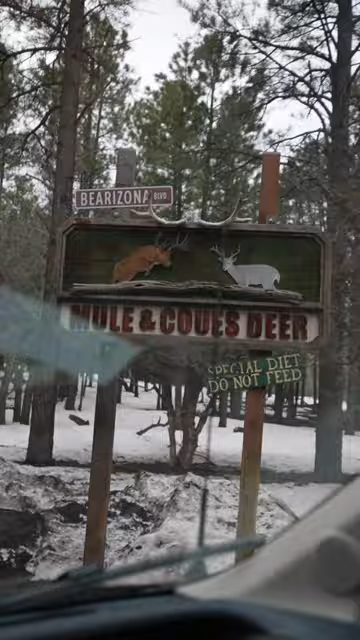 BEARIZONA BLVD
MULE & COUES DEER
SPECIAL DIET
DO NOT FEED